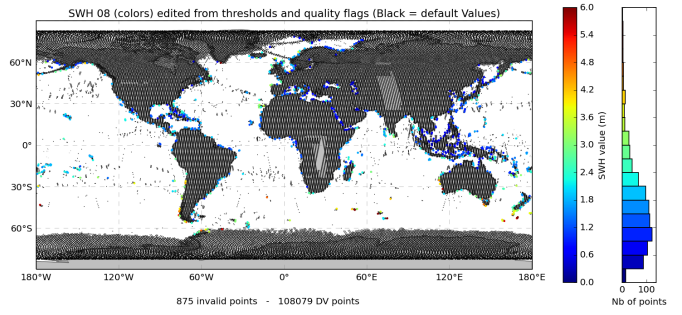 SWH 08 (colors) edited from thresholds and quality flags (Black = default Values)
60°N
30°N
0°
30°S
60°S
180°W 120°W 60°W 0° 60°E 120°E 180°E
6.0
5.4
4.8
4.2
3.6
3.0
2.4
1.8
1.2
0.6
0.0
SWH value (m)
0 100
Nb of points
875 invalid points - 108079 DV points